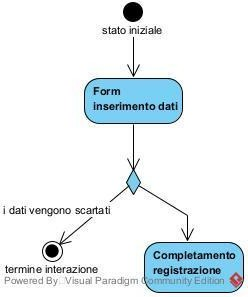 stato iniziale
Form
inserimento dati
i dati vengono scartati
termine interazione
Completamento
registrazione
Powered By: Visual Paradigm Community Edition